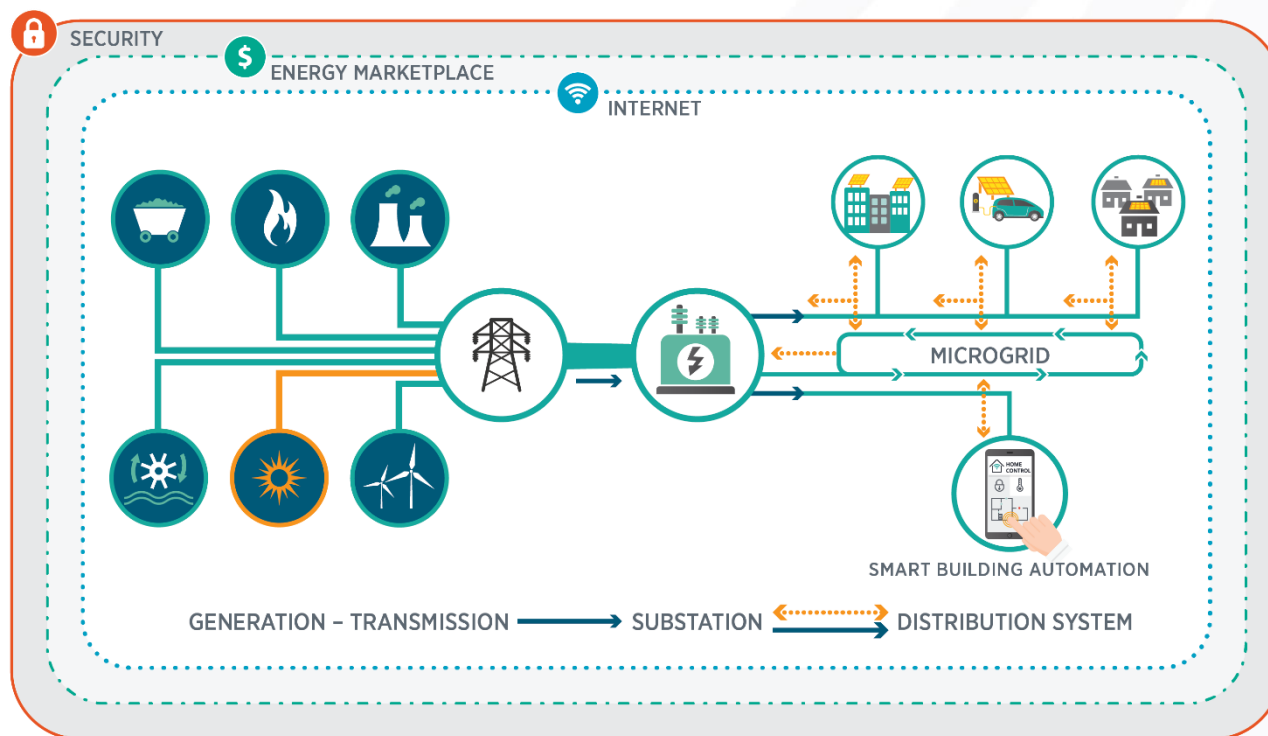 SECURITY
$
ENERGY MARKETPLACE
INTERNET
MICROGRID
HOME
CONTROL
SMART BUILDING AUTOMATION
GENERATION – TRANSMISSION SUBSTATION DISTRIBUTION SYSTEM